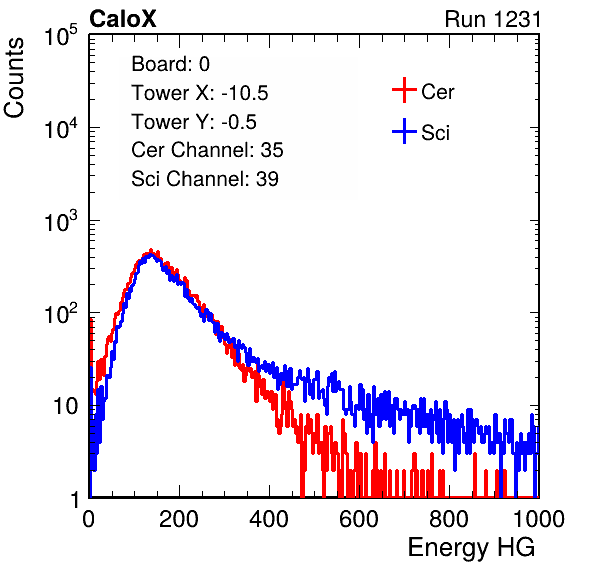 CaloX Run 1231
Counts
Board: 0
Tower X: -10.5
Tower Y: -0.5
Cer Channel: 35
Sci Channel: 39
Cer
Sci
10^5
10^4
10^3
10^2
10
1
0 200 400 600 800 1000
Energy HG